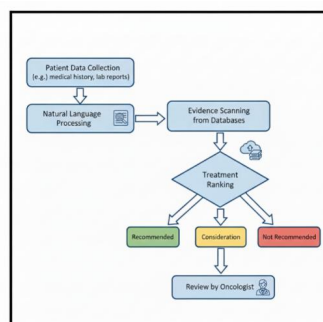 Patient Data Collection
(e.g.) medical history, lab reports)
Natural Language
Processing
Evidence Scanning
from Databases
Treatment
Ranking
Recommended
Consideration
Not Recommended
Review by Oncologist